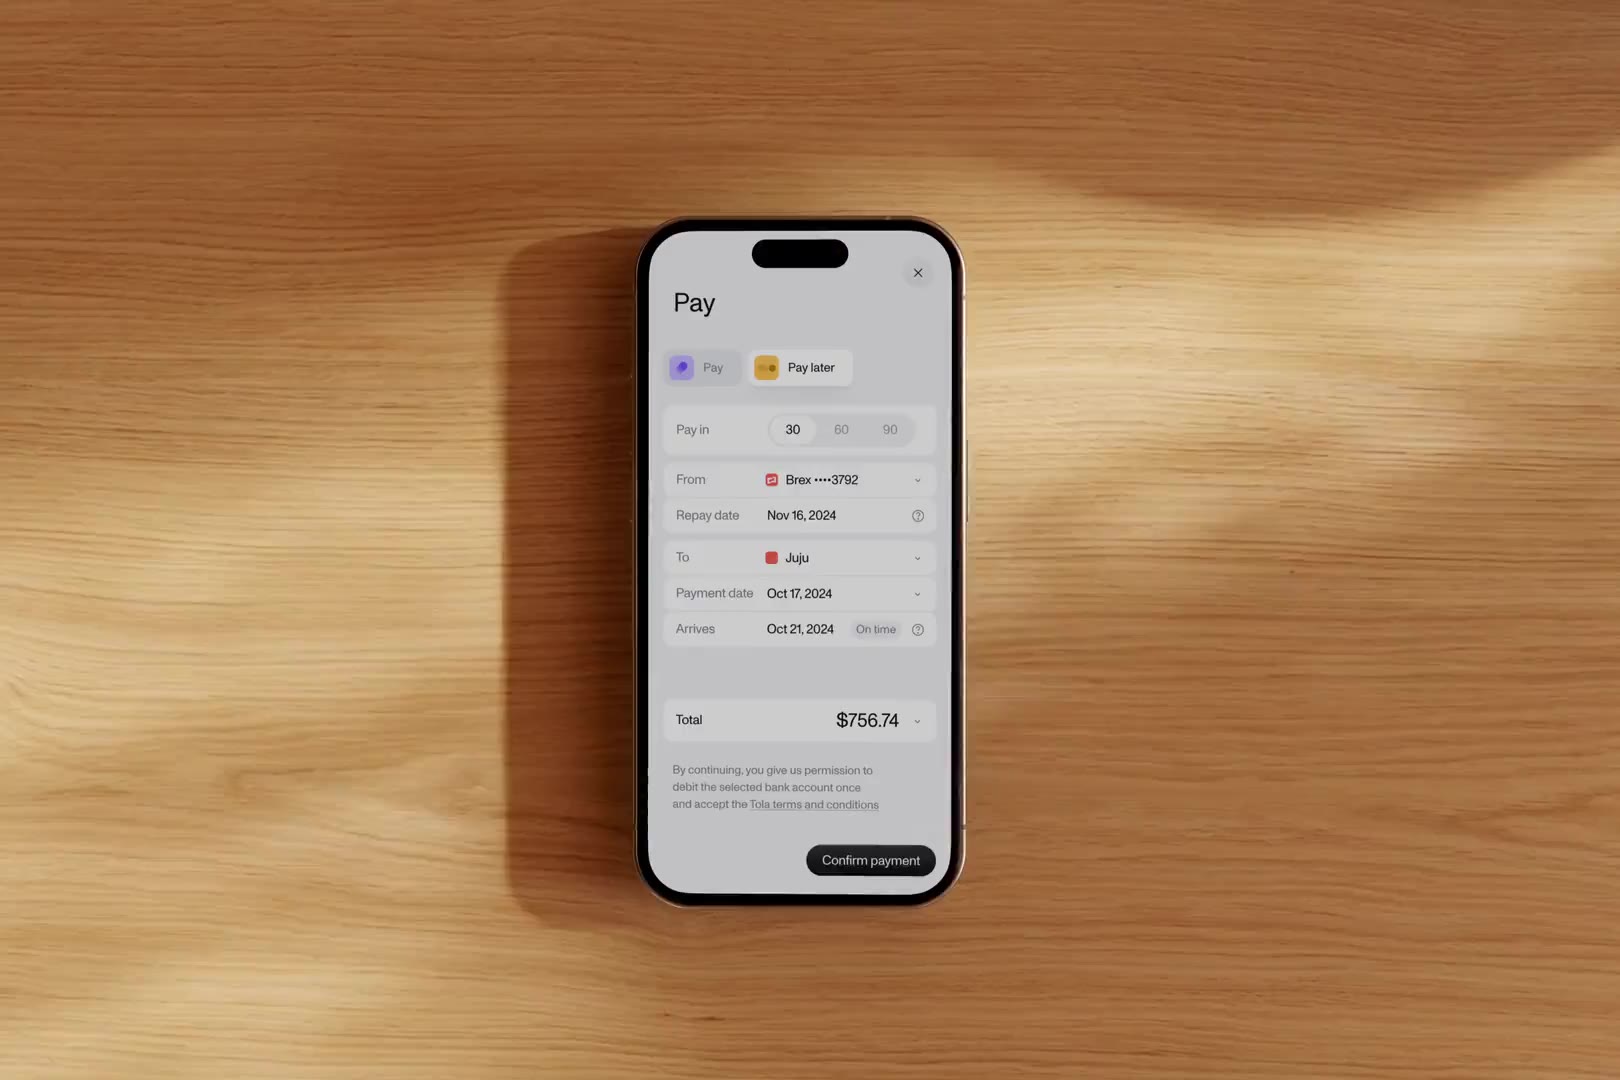 Pay
Pay
Pay later
Pay in 30 60 90
From Brex ••••3792
Repay date Nov 16, 2024
To Juju
Payment date Oct 17, 2024
Arrives Oct 21, 2024 On time
Total $756.74
By continuing, you give us permission to
debit the selected bank account once
and accept the Tola terms and conditions
Confirm payment